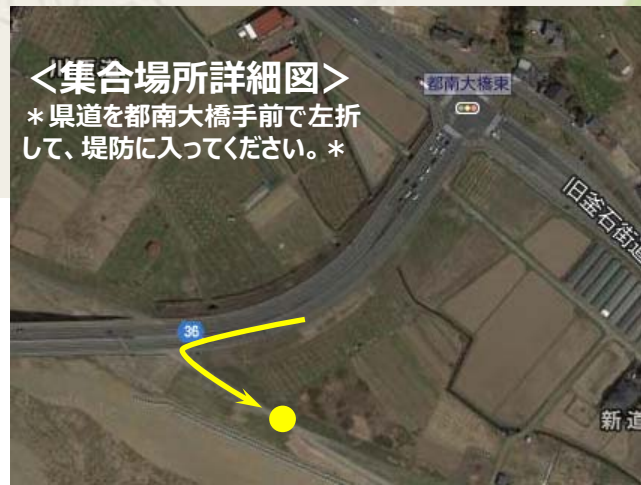 ＜集合場所詳細図＞
＊県道を都南大橋手前で左折
して、堤防に入ってください。＊
都南大橋東
旧釜石街道
36
新道